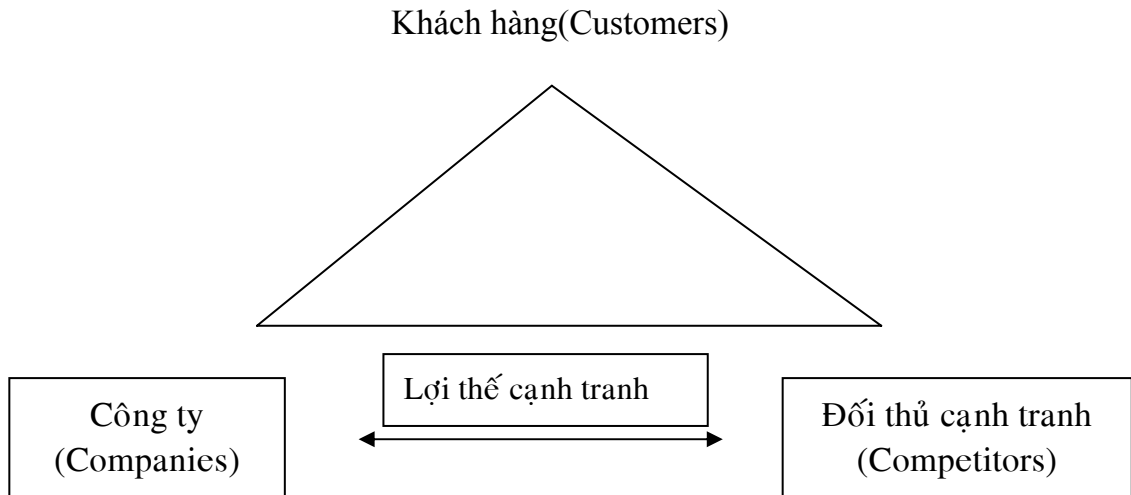 Khách hàng(Customers)
Lợi thế cạnh tranh
Công ty
(Companies)
Đối thủ cạnh tranh
(Competitors)